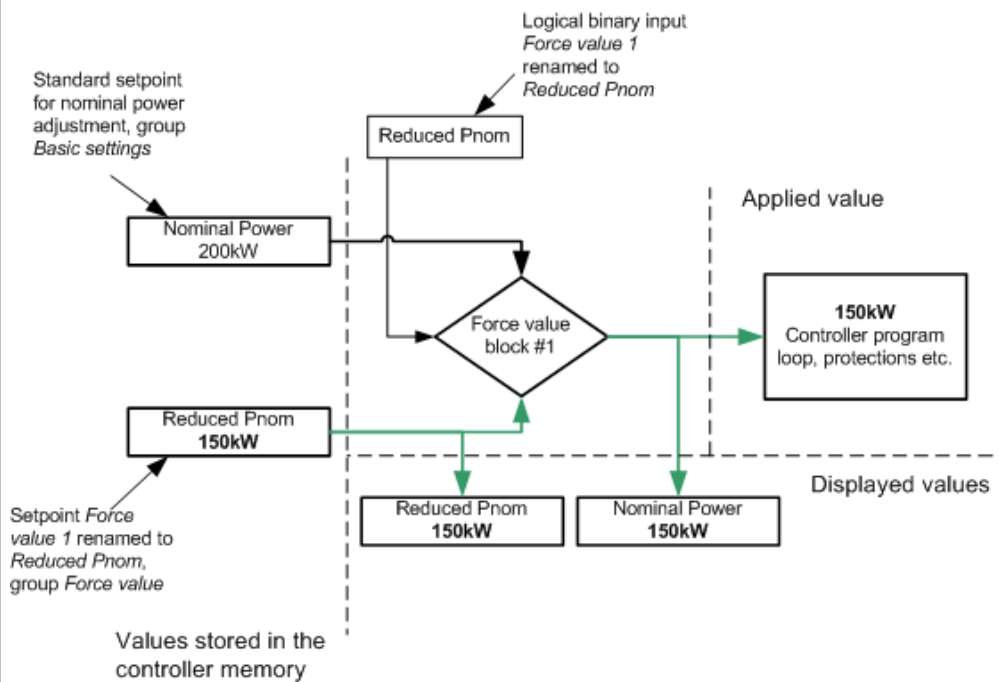 Logical binary input
Force value 1
renamed to
Reduced Pnom
Standard setpoint
for nominal power
adjustment, group
Basic settings
Reduced Pnom
Applied value
Nominal Power
200kW
Force value
block #1
150kW
Controller program
loop, protections etc.
Reduced Pnom
150kW
Displayed values
Reduced Pnom
150kW
Nominal Power
150kW
Setpoint Force
value 1 renamed to
Reduced Pnom,
group Force value
Values stored in the
controller memory